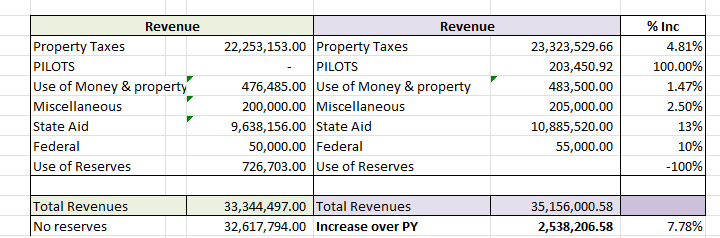 Revenue Revenue % Inc
Property Taxes 22,253,153.00 Property Taxes 23,323,529.66 4.81%
PILOTS - PILOTS 203,450.92 100.00%
Use of Money & property 476,485.00 Use of Money & property 483,500.00 1.47%
Miscellaneous 200,000.00 Miscellaneous 205,000.00 2.50%
State Aid 9,638,156.00 State Aid 10,885,520.00 13%
Federal 50,000.00 Federal 55,000.00 10%
Use of Reserves 726,703.00 Use of Reserves -100%
Total Revenues 33,344,497.00 Total Revenues 35,156,000.58
No reserves 32,617,794.00 Increase over PY 2,538,206.58 7.78%